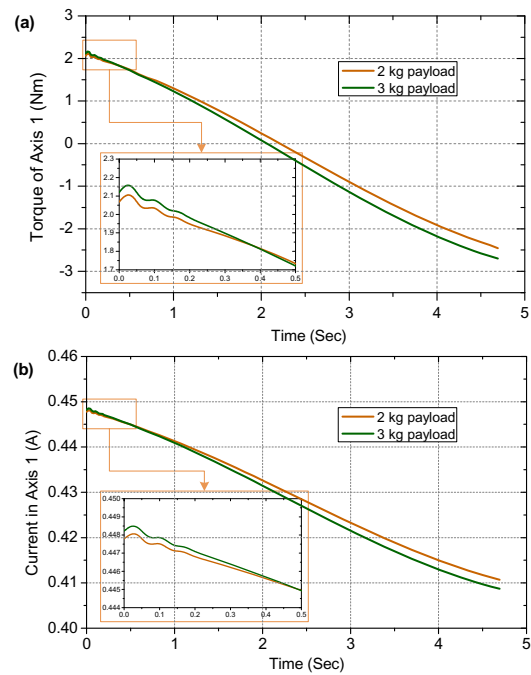 (a)
Torque of Axis 1 (Nm)
3
2
1
0
-1
-2
-3
2 kg payload
3 kg payload
2.3
2.2
2.1
2.0
1.9
1.8
1.7
0.0 0.1 0.2 0.3 0.4 0.5
0 1 2 3 4 5
Time (Sec)
(b)
Current in Axis 1 (A)
0.46
0.45
0.44
0.43
0.42
0.41
0.40
2 kg payload
3 kg payload
0.450
0.449
0.448
0.447
0.446
0.445
0.444
0.0 0.1 0.2 0.3 0.4 0.5
0 1 2 3 4 5
Time (Sec)